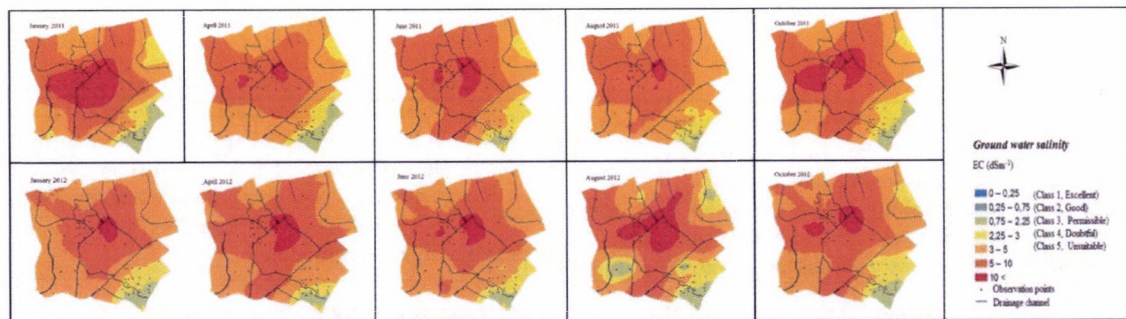 January 2011
April 2011
June 2011
August 2011
October 2011
N
January 2012
April 2012
June 2012
August 2012
October 2012
Ground water salinity
EC (dSm⁻¹)
0 – 0,25 (Class 1, Excellent)
0,25 – 0,75 (Class 2, Good)
0,75 – 2,25 (Class 3, Permissible)
2,25 – 3 (Class 4, Doubtful)
3 – 5 (Class 5, Unsuitable)
5 – 10
10 <
Observation points
Drainage channel